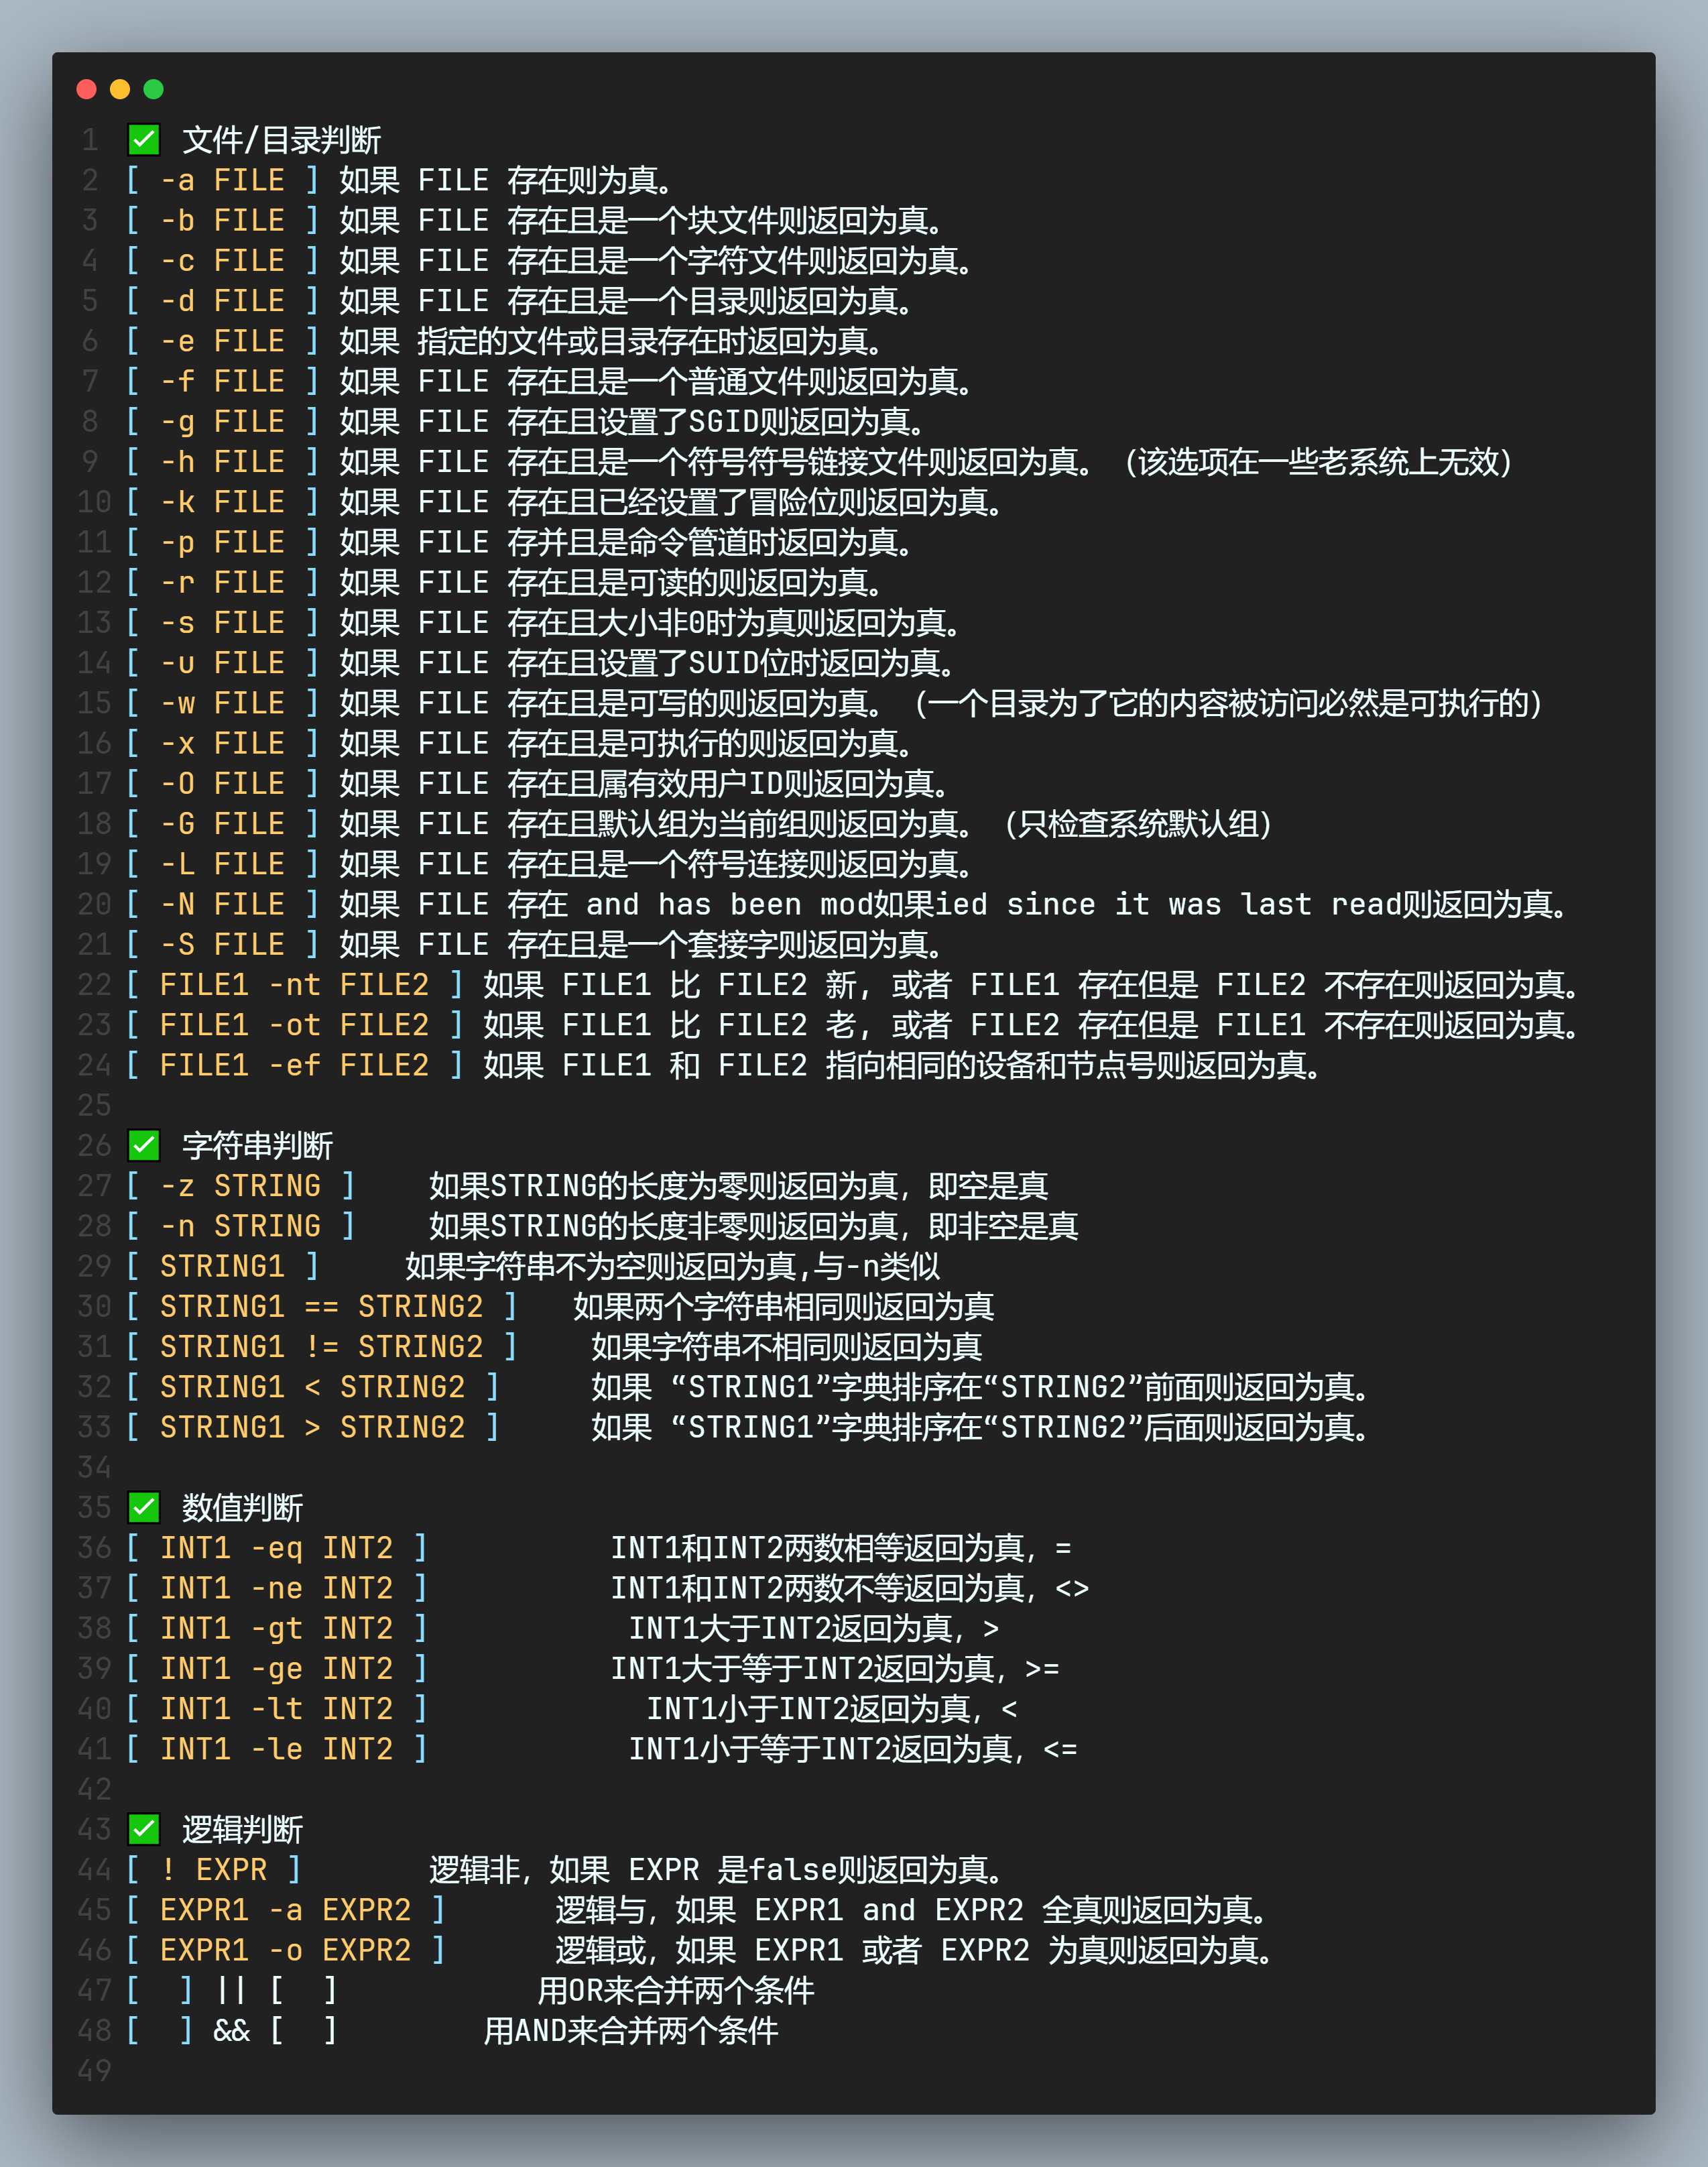 1 ✅ 文件/目录判断
2 [ -a FILE ] 如果 FILE 存在则为真。
3 [ -b FILE ] 如果 FILE 存在且是一个块文件则返回为真。
4 [ -c FILE ] 如果 FILE 存在且是一个字符文件则返回为真。
5 [ -d FILE ] 如果 FILE 存在且是一个目录则返回为真。
6 [ -e FILE ] 如果 指定的文件或目录存在时返回为真。
7 [ -f FILE ] 如果 FILE 存在且是一个普通文件则返回为真。
8 [ -g FILE ] 如果 FILE 存在且设置了SGID则返回为真。
9 [ -h FILE ] 如果 FILE 存在且是一个符号符号链接文件则返回为真。（该选项在一些老系统上无效）
10 [ -k FILE ] 如果 FILE 存在且已经设置了冒险位则返回为真。
11 [ -p FILE ] 如果 FILE 存并且是命令管道时返回为真。
12 [ -r FILE ] 如果 FILE 存在且是可读的则返回为真。
13 [ -s FILE ] 如果 FILE 存在且大小非0时为真则返回为真。
14 [ -u FILE ] 如果 FILE 存在且设置了SUID位时返回为真。
15 [ -w FILE ] 如果 FILE 存在且是可写的则返回为真。（一个目录为了它的内容被访问必然是可执行的）
16 [ -x FILE ] 如果 FILE 存在且是可执行的则返回为真。
17 [ -O FILE ] 如果 FILE 存在且属有效用户ID则返回为真。
18 [ -G FILE ] 如果 FILE 存在且默认组为当前组则返回为真。（只检查系统默认组）
19 [ -L FILE ] 如果 FILE 存在且是一个符号连接则返回为真。
20 [ -N FILE ] 如果 FILE 存在 and has been mod如果ied since it was last read则返回为真。
21 [ -S FILE ] 如果 FILE 存在且是一个套接字则返回为真。
22 [ FILE1 -nt FILE2 ] 如果 FILE1 比 FILE2 新, 或者 FILE1 存在但是 FILE2 不存在则返回为真。
23 [ FILE1 -ot FILE2 ] 如果 FILE1 比 FILE2 老, 或者 FILE2 存在但是 FILE1 不存在则返回为真。
24 [ FILE1 -ef FILE2 ] 如果 FILE1 和 FILE2 指向相同的设备和节点号则返回为真。
25
26 ✅ 字符串判断
27 [ -z STRING ]    如果STRING的长度为零则返回为真，即空是真
28 [ -n STRING ]    如果STRING的长度非零则返回为真，即非空是真
29 [ STRING1 ]     如果字符串不为空则返回为真,与-n类似
30 [ STRING1 == STRING2 ]   如果两个字符串相同则返回为真
31 [ STRING1 != STRING2 ]    如果字符串不相同则返回为真
32 [ STRING1 < STRING2 ]     如果 “STRING1”字典排序在“STRING2”前面则返回为真。
33 [ STRING1 > STRING2 ]     如果 “STRING1”字典排序在“STRING2”后面则返回为真。
34
35 ✅ 数值判断
36 [ INT1 -eq INT2 ]          INT1和INT2两数相等返回为真，=
37 [ INT1 -ne INT2 ]          INT1和INT2两数不等返回为真，<>
38 [ INT1 -gt INT2 ]           INT1大于INT2返回为真，>
39 [ INT1 -ge INT2 ]          INT1大于等于INT2返回为真，>=
40 [ INT1 -lt INT2 ]            INT1小于INT2返回为真，<
41 [ INT1 -le INT2 ]           INT1小于等于INT2返回为真，<=
42
43 ✅ 逻辑判断
44 [ ! EXPR ]       逻辑非，如果 EXPR 是false则返回为真。
45 [ EXPR1 -a EXPR2 ]      逻辑与，如果 EXPR1 and EXPR2 全真则返回为真。
46 [ EXPR1 -o EXPR2 ]      逻辑或，如果 EXPR1 或者 EXPR2 为真则返回为真。
47 [  ] || [  ]           用OR来合并两个条件
48 [  ] && [  ]        用AND来合并两个条件
49